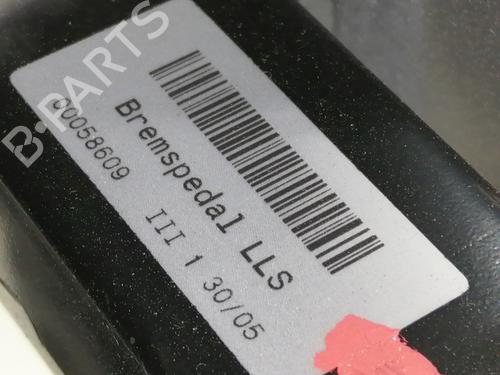 B-PARTS
Bremspedal LLS
00058609 III 1 30/05